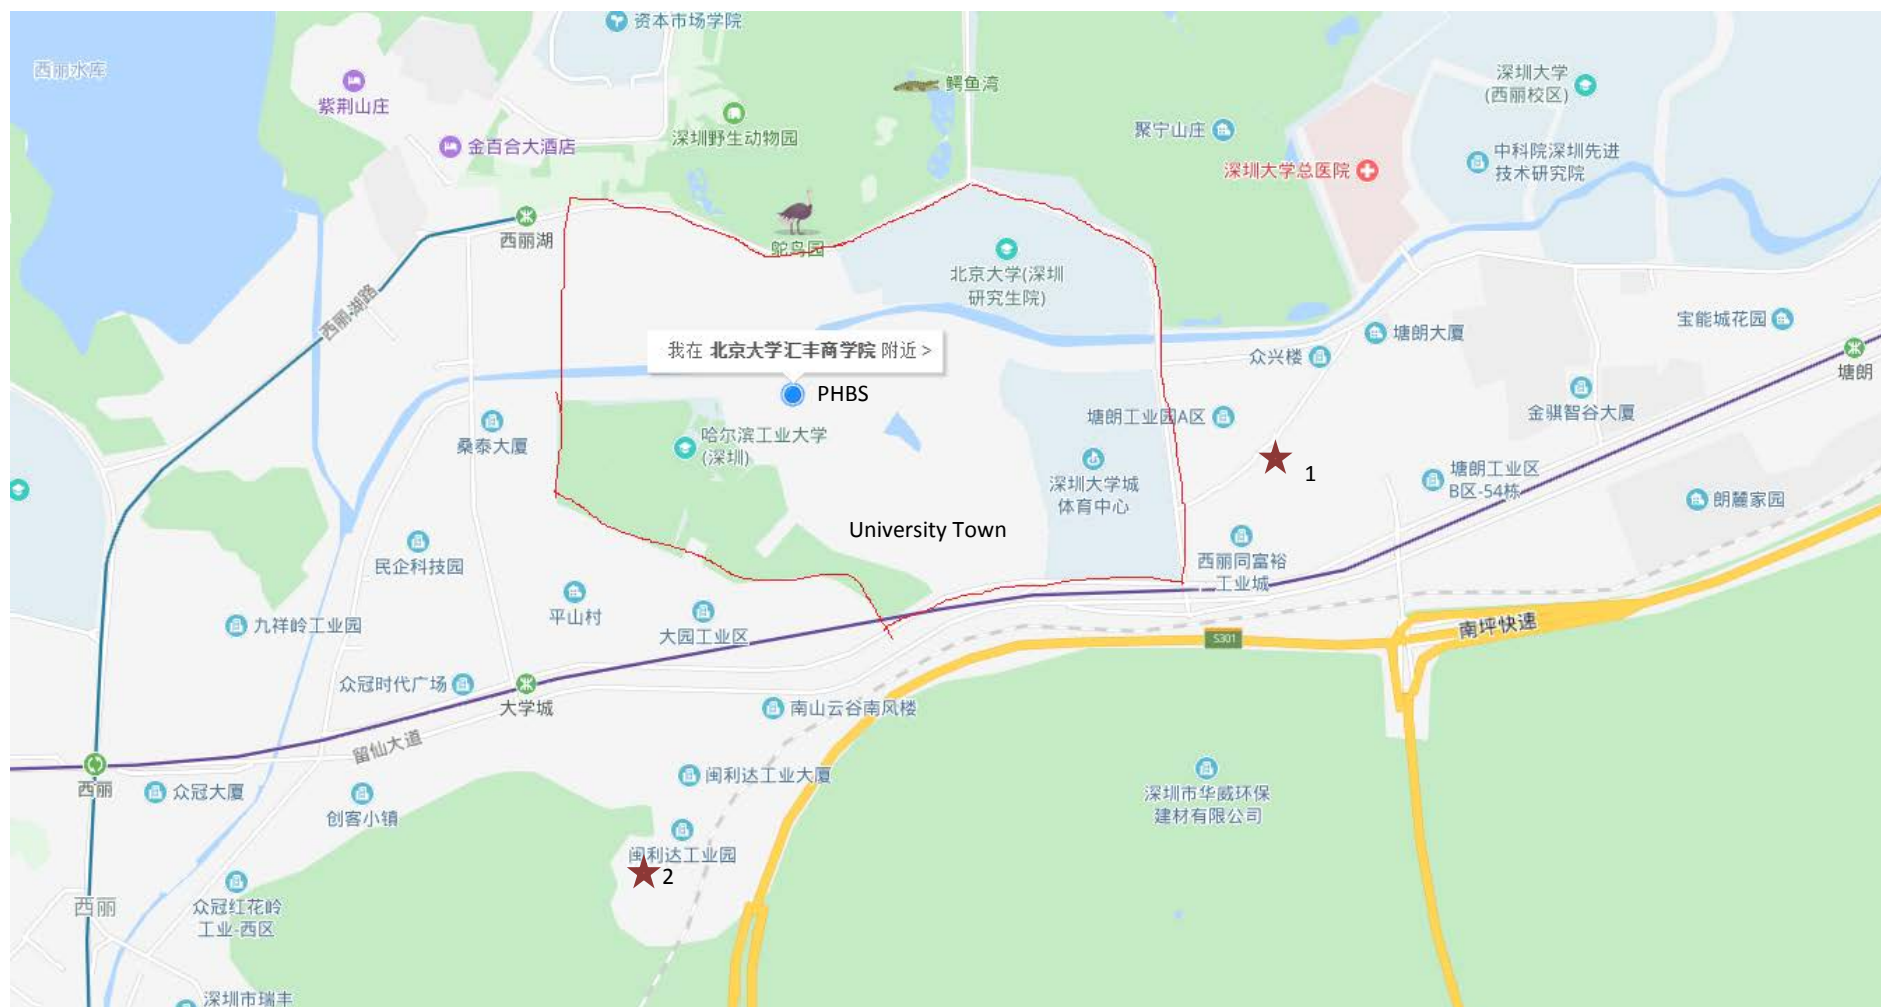 资本市场学院
西丽水库
鳄鱼湾
深圳大学
(西丽校区)
紫荆山庄
深圳野生动物园
聚宁山庄
金百合大酒店
深圳大学总医院
中科院深圳先进
技术研究院
西丽湖
鸵鸟园
北京大学(深圳
研究生院)
西丽湖路
宝能城花园
塘朗大厦
我在 北京大学汇丰商学院 附近 >
众兴楼
塘朗
PHBS
金骐智谷大厦
塘朗工业园A区
桑泰大厦
哈尔滨工业大学
(深圳)
1
塘朗工业区
B区-54栋
深圳大学城
体育中心
朗麓家园
University Town
民企科技园
西丽同富裕
工业城
平山村
九祥岭工业园
大园工业区
S301
南坪快速
众冠时代广场
大学城
南山云谷南风楼
留仙大道
闽利达工业大厦
西丽
众冠大厦
创客小镇
深圳市华威环保
建材有限公司
闽利达工业园
2
西丽
众冠红花岭
工业-西区
深圳市瑞丰